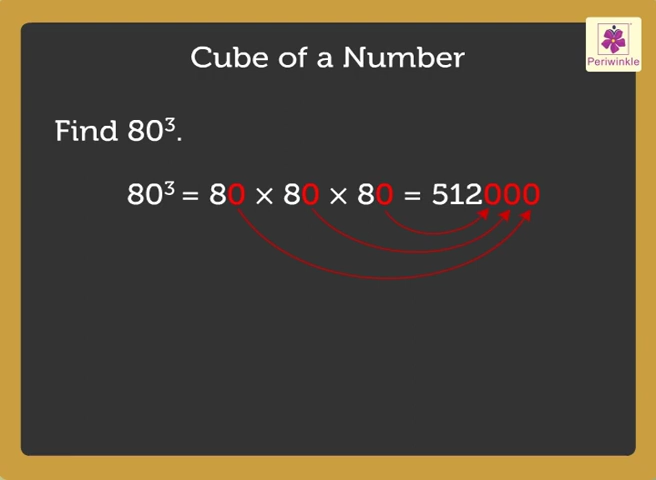 Cube of a Number
Periwinkle
Find 80³.
80³ = 80 × 80 × 80 = 512000